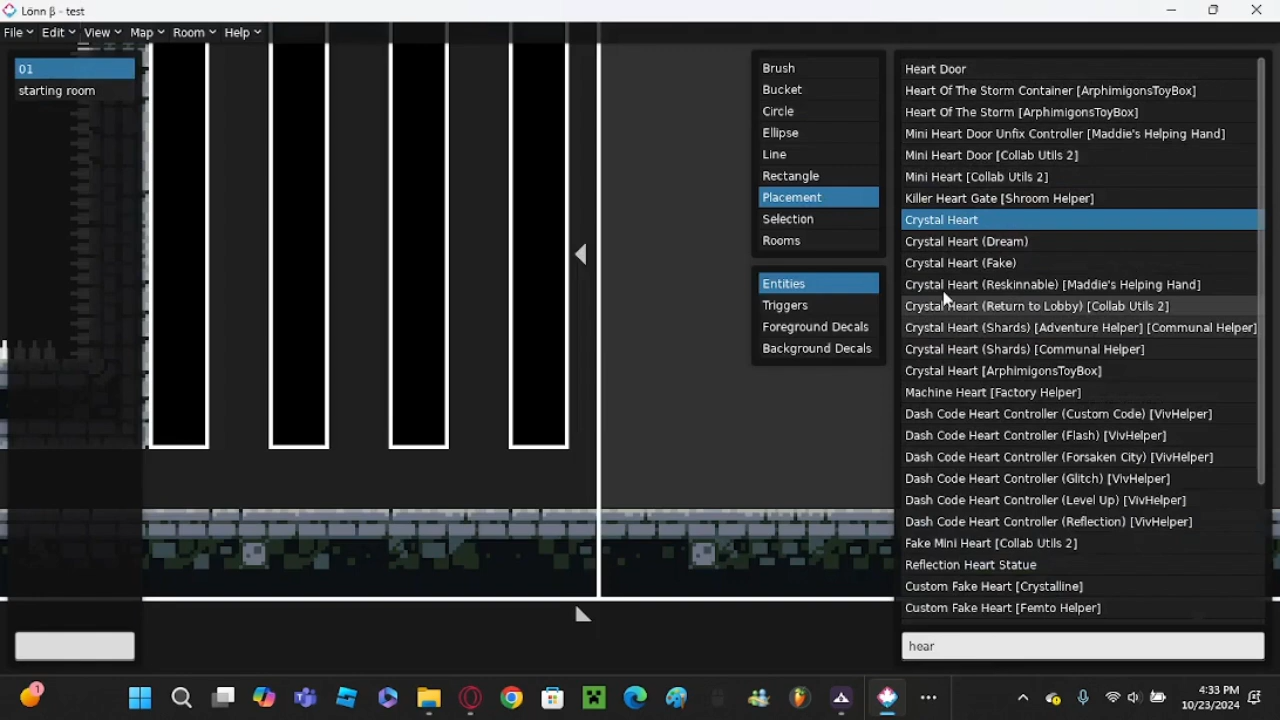 Lönn β - test
File Edit View Map Room Help
01
starting room
Brush
Bucket
Circle
Ellipse
Line
Rectangle
Placement
Selection
Rooms
Entities
Triggers
Foreground Decals
Background Decals
Heart Door
Heart Of The Storm Container [ArphimigonsToyBox]
Heart Of The Storm [ArphimigonsToyBox]
Mini Heart Door Unfix Controller [Maddie's Helping Hand]
Mini Heart Door [Collab Utils 2]
Mini Heart [Collab Utils 2]
Killer Heart Gate [Shroom Helper]
Crystal Heart
Crystal Heart (Dream)
Crystal Heart (Fake)
Crystal Heart (Reskinnable) [Maddie's Helping Hand]
Crystal Heart (Return to Lobby) [Collab Utils 2]
Crystal Heart (Shards) [Adventure Helper] [Communal Helper]
Crystal Heart (Shards) [Communal Helper]
Crystal Heart [ArphimigonsToyBox]
Machine Heart [Factory Helper]
Dash Code Heart Controller (Custom Code) [VivHelper]
Dash Code Heart Controller (Flash) [VivHelper]
Dash Code Heart Controller (Forsaken City) [VivHelper]
Dash Code Heart Controller (Glitch) [VivHelper]
Dash Code Heart Controller (Level Up) [VivHelper]
Dash Code Heart Controller (Reflection) [VivHelper]
Fake Mini Heart [Collab Utils 2]
Reflection Heart Statue
Custom Fake Heart [Crystalline]
Custom Fake Heart [Femto Helper]
hear
1
4:33 PM
10/23/2024